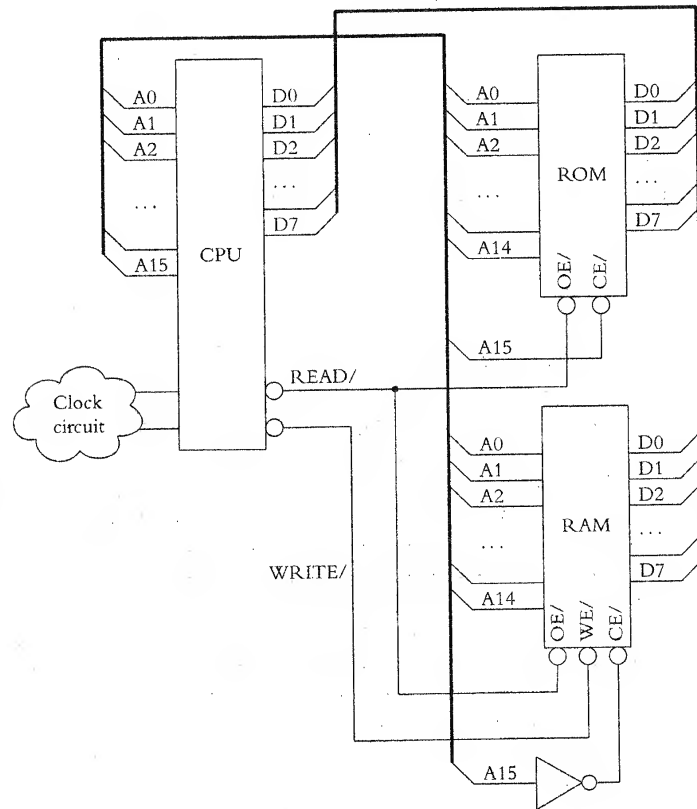 A0
A1
A2
...
A15
CPU
D0
D1
D2
...
D7
Clock
circuit
READ/
WRITE/
A0
A1
A2
...
A14
ROM
D0
D1
D2
...
D7
OE/
CE/
A15
A0
A1
A2
...
A14
RAM
D0
D1
D2
...
D7
OE/
WE/
CE/
A15